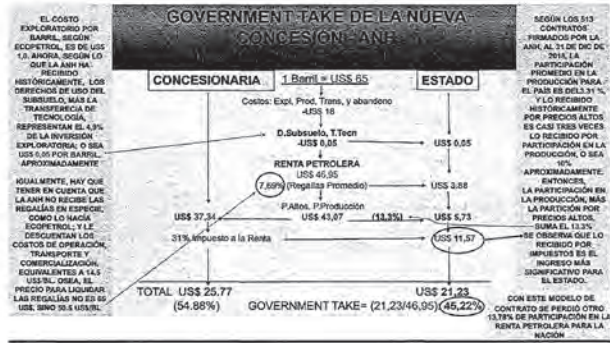 GOVERNMENT TAKE DE LA NUEVA
CONCESIÓN - ANH
EL COSTO
EXPLORATORIO POR
BARRIL, SEGÚN
ECOPETROL, ES DE US$
1,0. AHORA, SEGÚN LO
QUE LA ANH HA
RECIBIDO
HISTÓRICAMENTE, LOS
DERECHOS DE USO DEL
SUBSUELO, MÁS LA
TRANSFERECIA DE
TECNOLOGÍA,
REPRESENTAN EL 4,9%
DE LA INVERSIÓN
EXPLORATORIA; O SEA
US$ 0,05 POR BARRIL,
APROXIMADAMENTE
IGUALMENTE, HAY QUE
TENER EN CUENTA QUE
LA ANH NO RECIBE LAS
REGALÍAS EN ESPECIE,
COMO LO HACÍA
ECOPETROL; Y LE
DESCUENTAN LOS
COSTOS DE OPERACIÓN,
TRANSPORTE Y
COMERCIALIZACIÓN,
EQUIVALENTES A 14,5
US$/BL. OSEA, EL
PRECIO PARA LIQUIDAR
LAS REGALÍAS NO ES 65
US$, SINO 50.5 US$/BL
CONCESIONARIA
1 Barril = US$ 65
ESTADO
Costos: Expl, Prod, Trans, y abandono
-US$ 18
D.Subsuelo, T.Tecn
-US$ 0,05
US$ 0,05
RENTA PETROLERA
US$ 46,95
7,69% (Regalías Promedio)
US$ 3,88
P.Altos. P.Producción
US$ 37,34
US$ 43,07
(13,3%)
US$ 5,73
31% Impuesto a la Renta
US$ 11,57
TOTAL US$ 25.77
US$ 21,23
(54.88%)
GOVERNMENT TAKE= (21,23/46,95) 45,22%
SEGÚN LOS 513
CONTRATOS
FIRMADOS POR LA
ANH, AL 31 DE DIC DE
2014, LA
PARTICIPACIÓN
PROMEDIO EN LA
PRODUCCIÓN PARA
EL PAÍS ES DEL3.31 %,
Y LO RECIBIDO
HISTÓRICAMENTE
POR PRECIOS ALTOS
ES CASI TRES VECES
LO RECIBIDO POR
PARTICIPACIÓN EN LA
PRODUCCIÓN, O SEA
10%
APROXIMADAMENTE.
ENTONCES,
LA PARTICIPACIÓN EN
LA PRODUCCIÓN, MÁS
LA PARTICIÓN POR
PRECIOS ALTOS,
SUMA EL 13.3%
SE OBSERVA QUE LO
RECIBIDO POR
IMPUESTOS ES EL
INGRESO MÁS
SIGNIFICATIVO PARA
EL ESTADO.
CON ESTE MODELO DE
CONTRATO SE PERDIÓ OTRO
13,78% DE PARTICIPACIÓN EN LA
RENTA PETROLERA PARA LA
NACIÓN